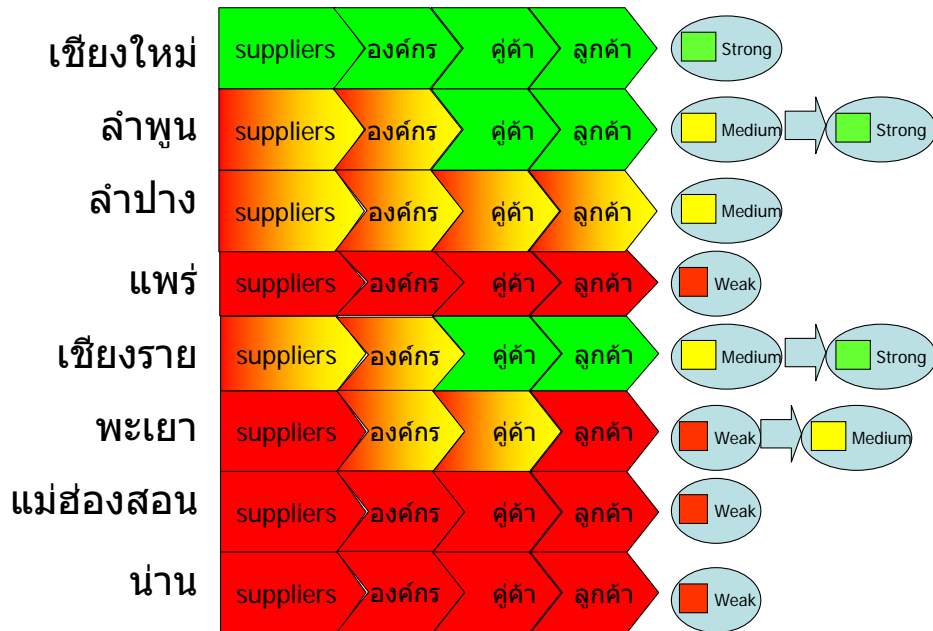 เชียงใหม่ suppliers องค์กร คู่ค้า ลูกค้า Strong
ลำพูน suppliers องค์กร คู่ค้า ลูกค้า Medium Strong
ลำปาง suppliers องค์กร คู่ค้า ลูกค้า Medium
แพร่ suppliers องค์กร คู่ค้า ลูกค้า Weak
เชียงราย suppliers องค์กร คู่ค้า ลูกค้า Medium Strong
พะเยา suppliers องค์กร คู่ค้า ลูกค้า Weak Medium
แม่ฮ่องสอน suppliers องค์กร คู่ค้า ลูกค้า Weak
น่าน suppliers องค์กร คู่ค้า ลูกค้า Weak